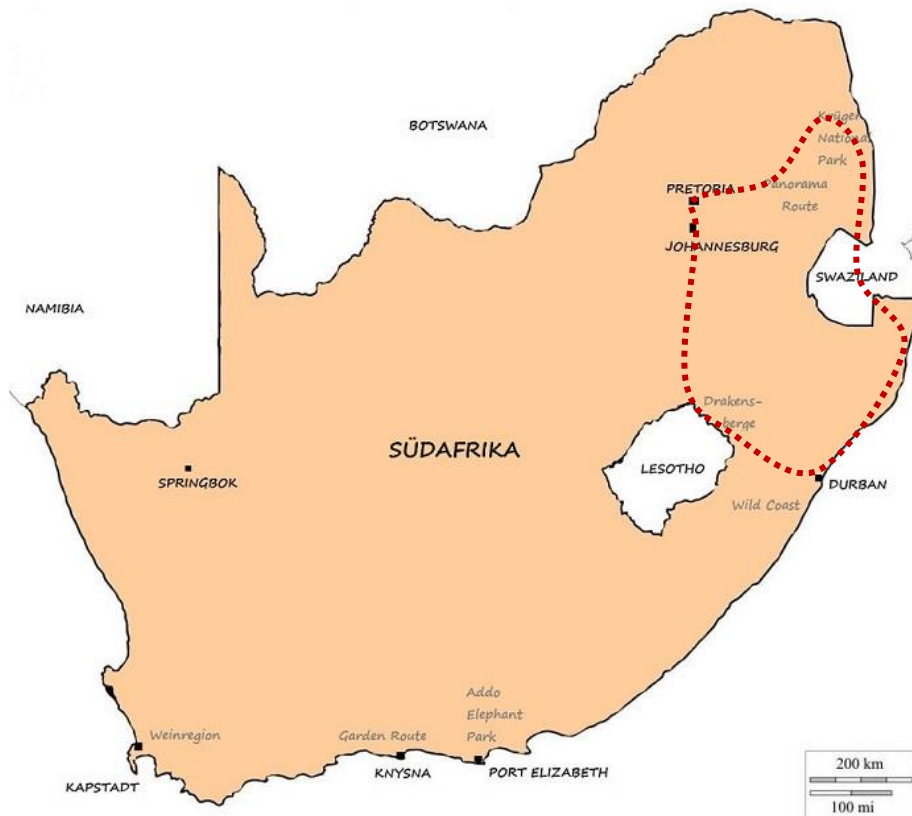 BOTSWANA
Krüger
National
Park
PRETORIA
Panorama
Route
JOHANNESBURG
SWAZILAND
NAMIBIA
Drakens-
berge
SÜDAFRIKA
LESOTHO
SPRINGBOK
DURBAN
Wild Coast
Addo
Elephant
Park
Weinregion
Garden Route
KAPSTADT
KNYSNA
PORT ELIZABETH
200 km
100 mi